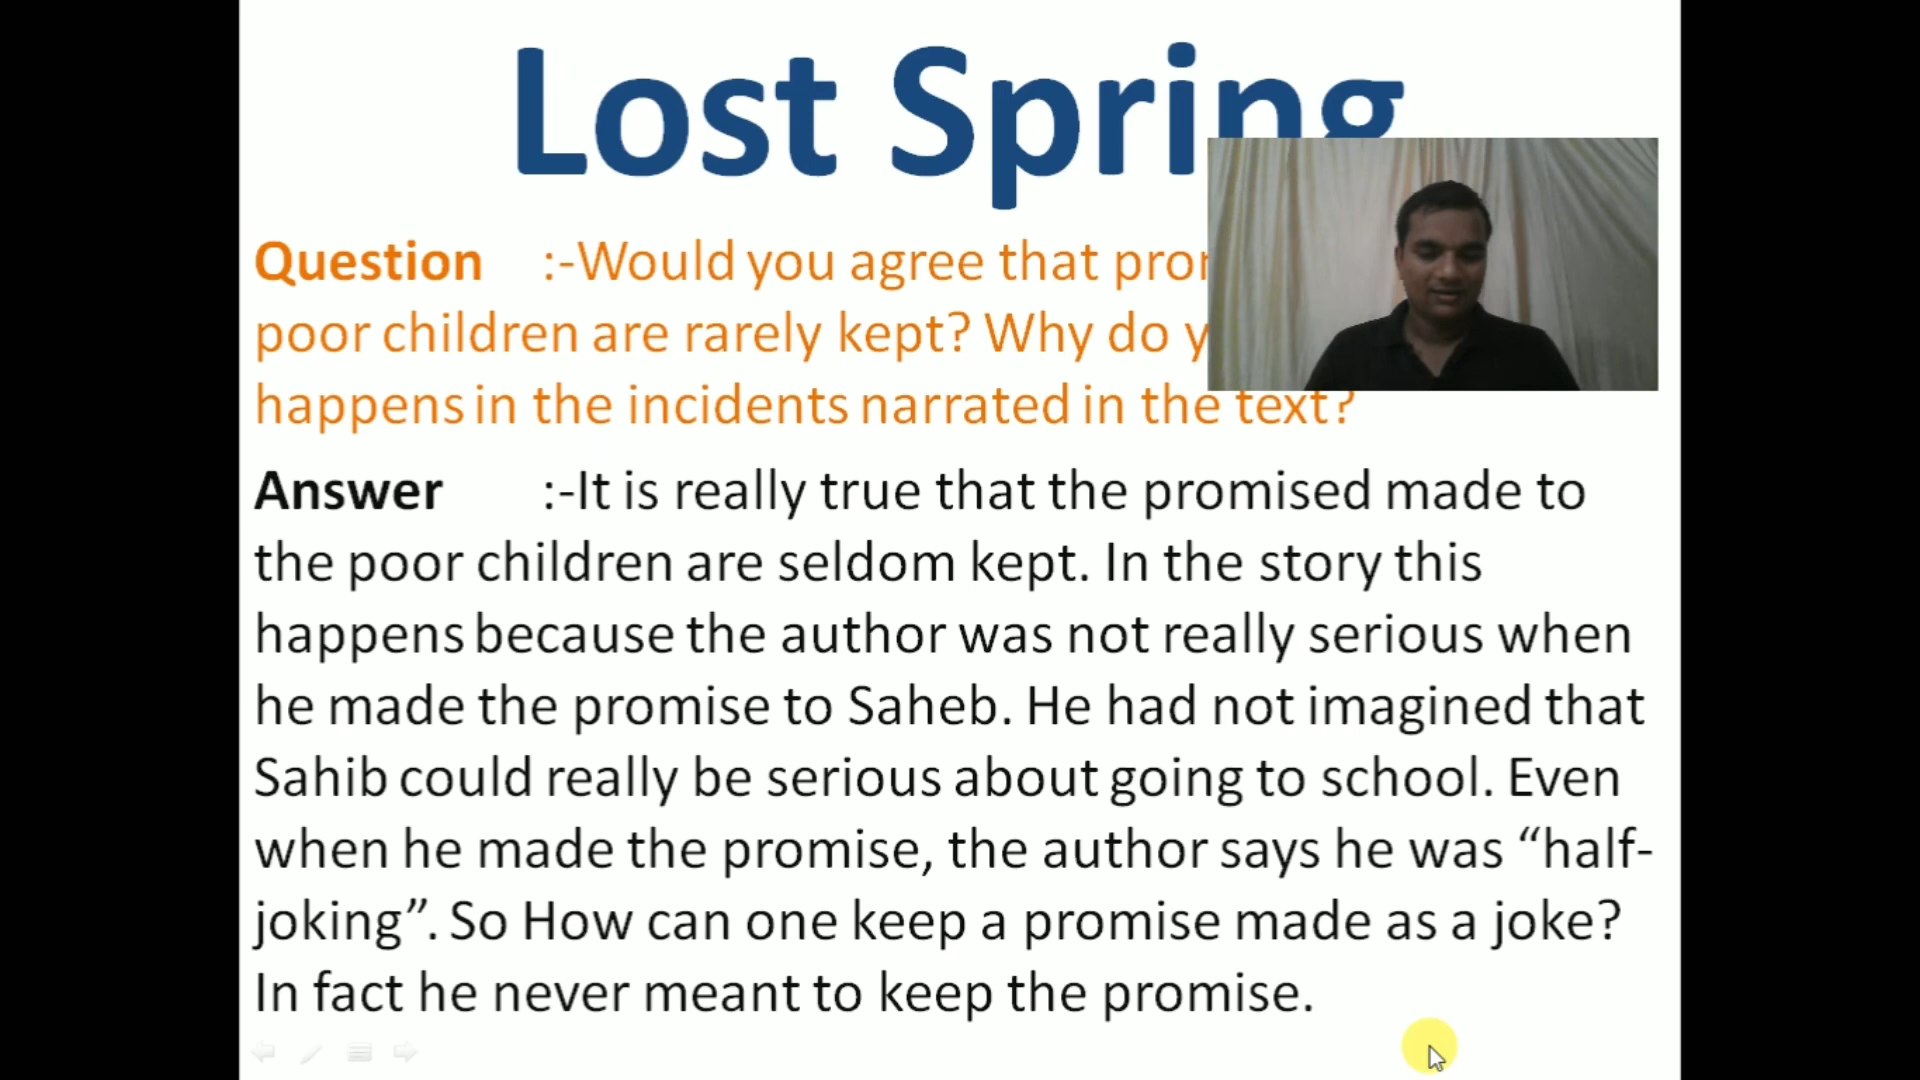 Lost Spring
Question :-Would you agree that
poor children are rarely kept? Why do
happens in the incidents narrated in the text?
Answer :-It is really true that the promised made to
the poor children are seldom kept. In the story this
happens because the author was not really serious when
he made the promise to Saheb. He had not imagined that
Sahib could really be serious about going to school. Even
when he made the promise, the author says he was “half-
joking”. So How can one keep a promise made as a joke?
In fact he never meant to keep the promise.